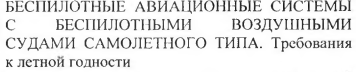 БЕСПИЛОТНЫЕ АВИАЦИОННЫЕ СИСТЕМЫ
С БЕСПИЛОТНЫМИ ВОЗДУШНЫМИ
СУДАМИ САМОЛЕТНОГО ТИПА. Требования
к летной годности